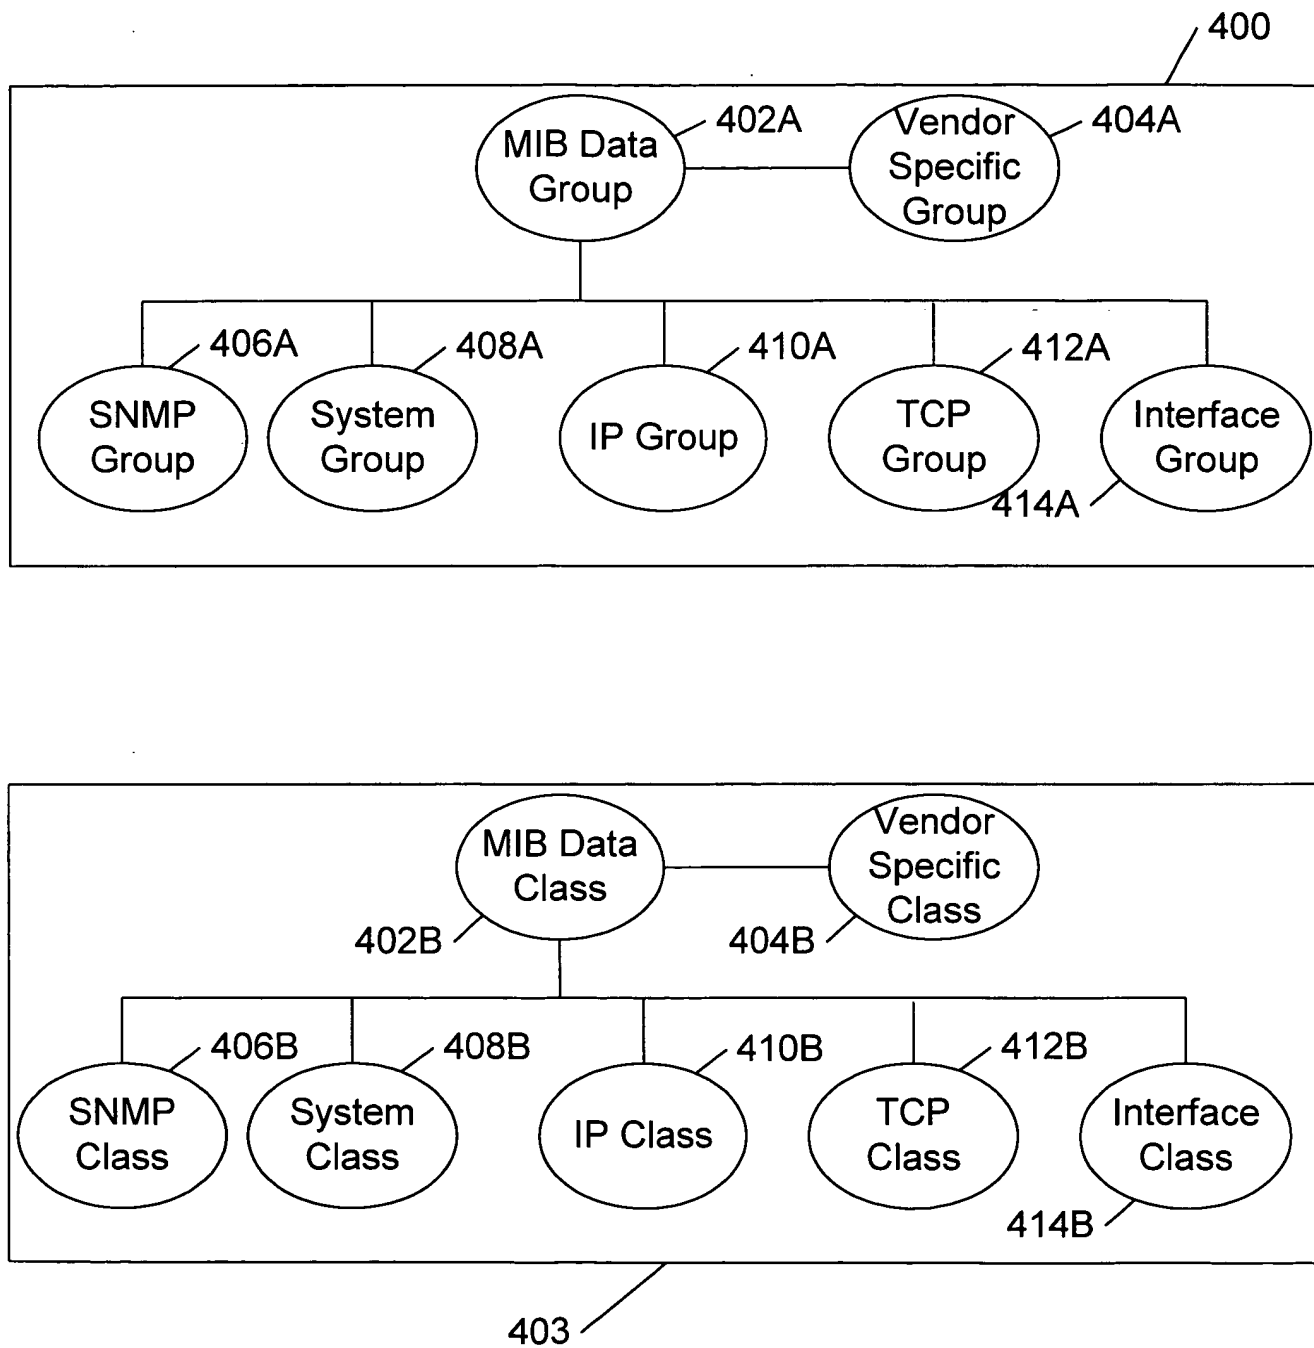 400
402A
404A
MIB Data
Group
Vendor
Specific
Group
406A
408A
410A
412A
SNMP
Group
System
Group
IP Group
TCP
Group
Interface
Group
414A
MIB Data
Class
Vendor
Specific
Class
402B
404B
406B
408B
410B
412B
SNMP
Class
System
Class
IP Class
TCP
Class
Interface
Class
414B
403